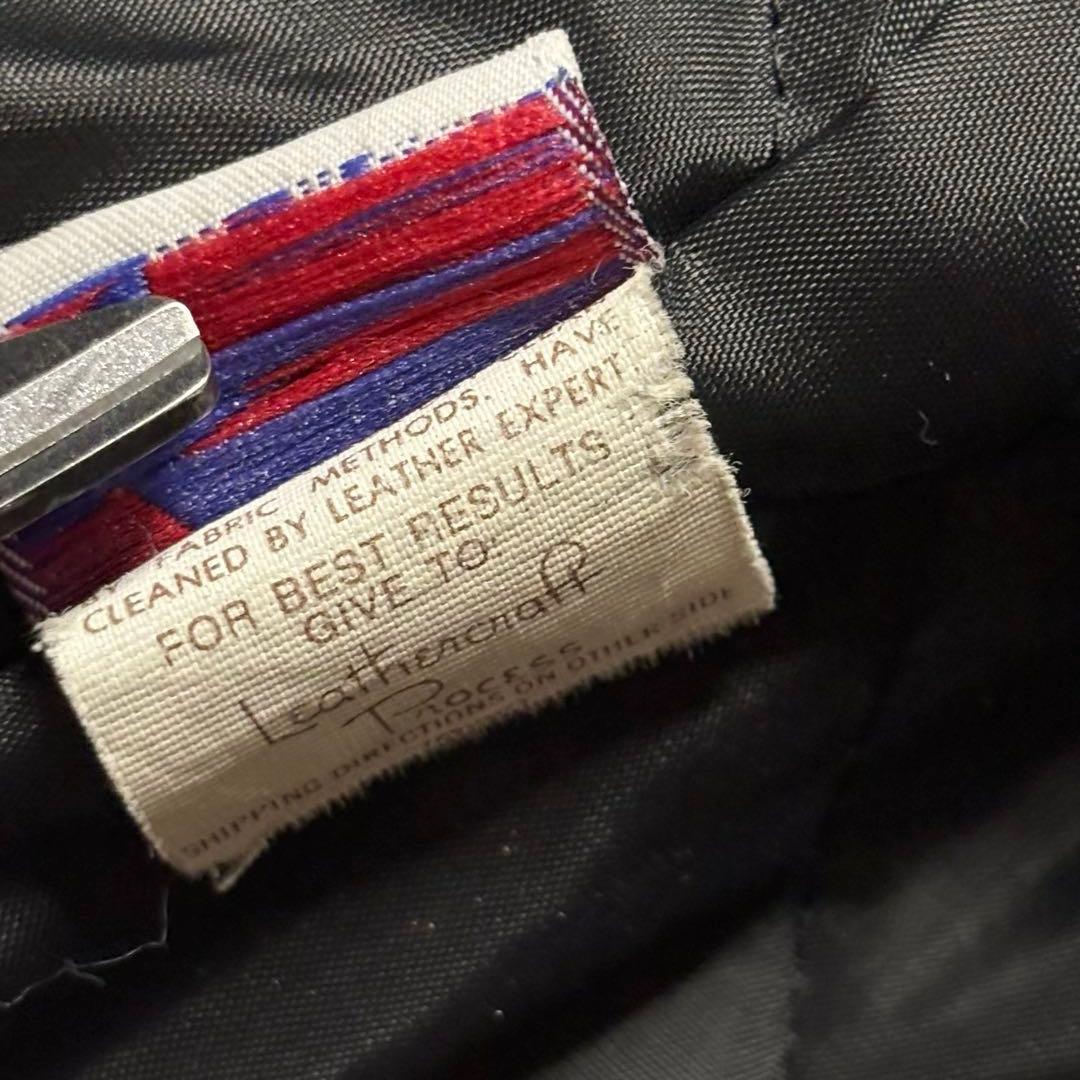 FABRIC METHODS. HAVE
CLEANED BY LEATHER EXPERT.
FOR BEST RESULTS
GIVE TO
Leathercraft
Process
SHIPPING DIRECTIONS ON OTHER SIDE